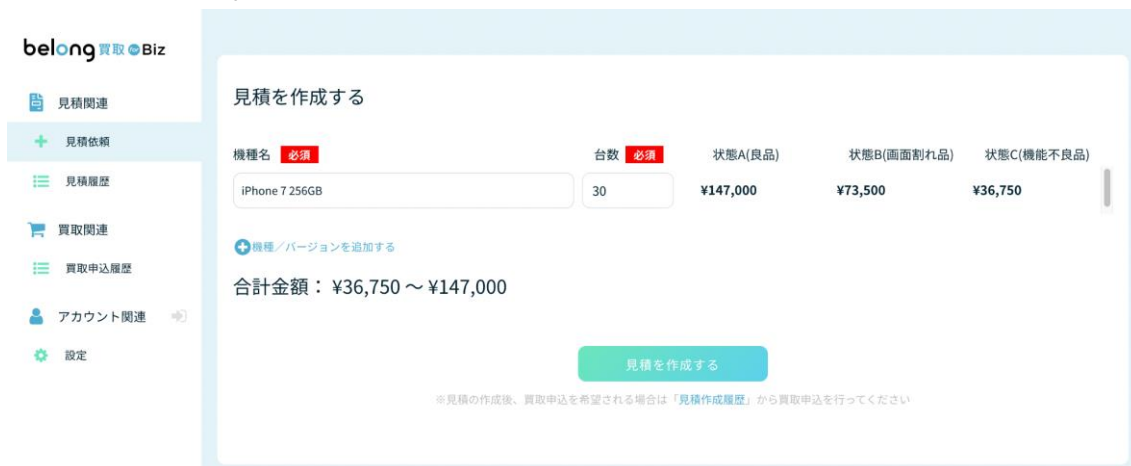 belong買取 for Biz
見積関連
見積依頼
見積履歴
買取関連
買取申込履歴
アカウント関連
設定
見積を作成する
機種名 必須 台数 必須 状態A(良品) 状態B(画面割れ品) 状態C(機能不良品)
iPhone 7 256GB 30 ¥147,000 ¥73,500 ¥36,750
機種／バージョンを追加する
合計金額： ¥36,750 〜 ¥147,000
見積を作成する
※見積の作成後、買取申込を希望される場合は「見積作成履歴」から買取申込を行ってください